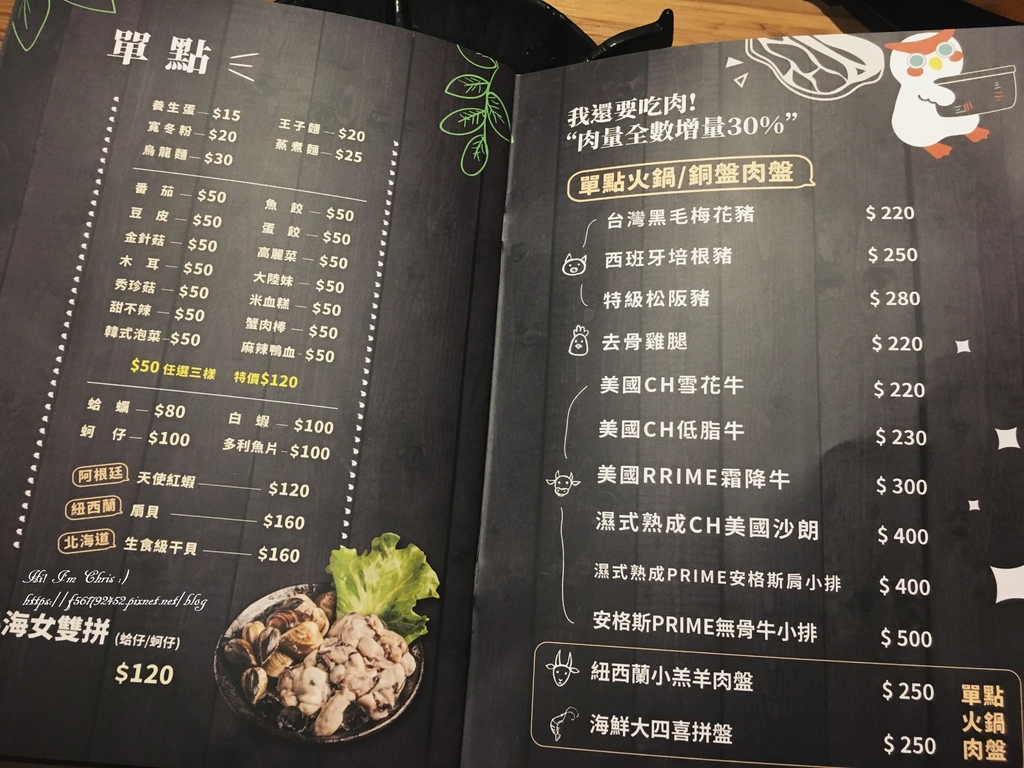 單點
養生蛋—$15
寬冬粉—$20
烏龍麵—$30
王子麵—$20
蒸煮麵—$25
番茄—$50
豆皮—$50
金針菇—$50
木耳—$50
秀珍菇—$50
甜不辣—$50
韓式泡菜—$50
魚餃—$50
蛋餃—$50
高麗菜—$50
大陸妹—$50
米血糕—$50
蟹肉棒—$50
麻辣鴨血—$50
$50任選三樣 特價$120
蛤蠣—$80
蚵仔—$100
白蝦—$100
多利魚片—$100
阿根廷 天使紅蝦——$120
紐西蘭 扇貝——$160
北海道 生食級干貝——$160
Hi! I'm Chris :)
https://f56192452.pixnet.net/blog
海女雙拼(蛤仔/蚵仔)
$120
我還要吃肉!
“肉量全數增量30%”
單點火鍋/銅盤肉盤
台灣黑毛梅花豬 $220
西班牙培根豬 $250
特級松阪豬 $280
去骨雞腿 $220
美國CH雪花牛 $220
美國CH低脂牛 $230
美國RRIME霜降牛 $300
濕式熟成CH美國沙朗 $400
濕式熟成PRIME安格斯肩小排 $400
安格斯PRIME無骨牛小排 $500
紐西蘭小羔羊肉盤 $250
海鮮大四喜拼盤 $250
單點
火鍋
肉盤